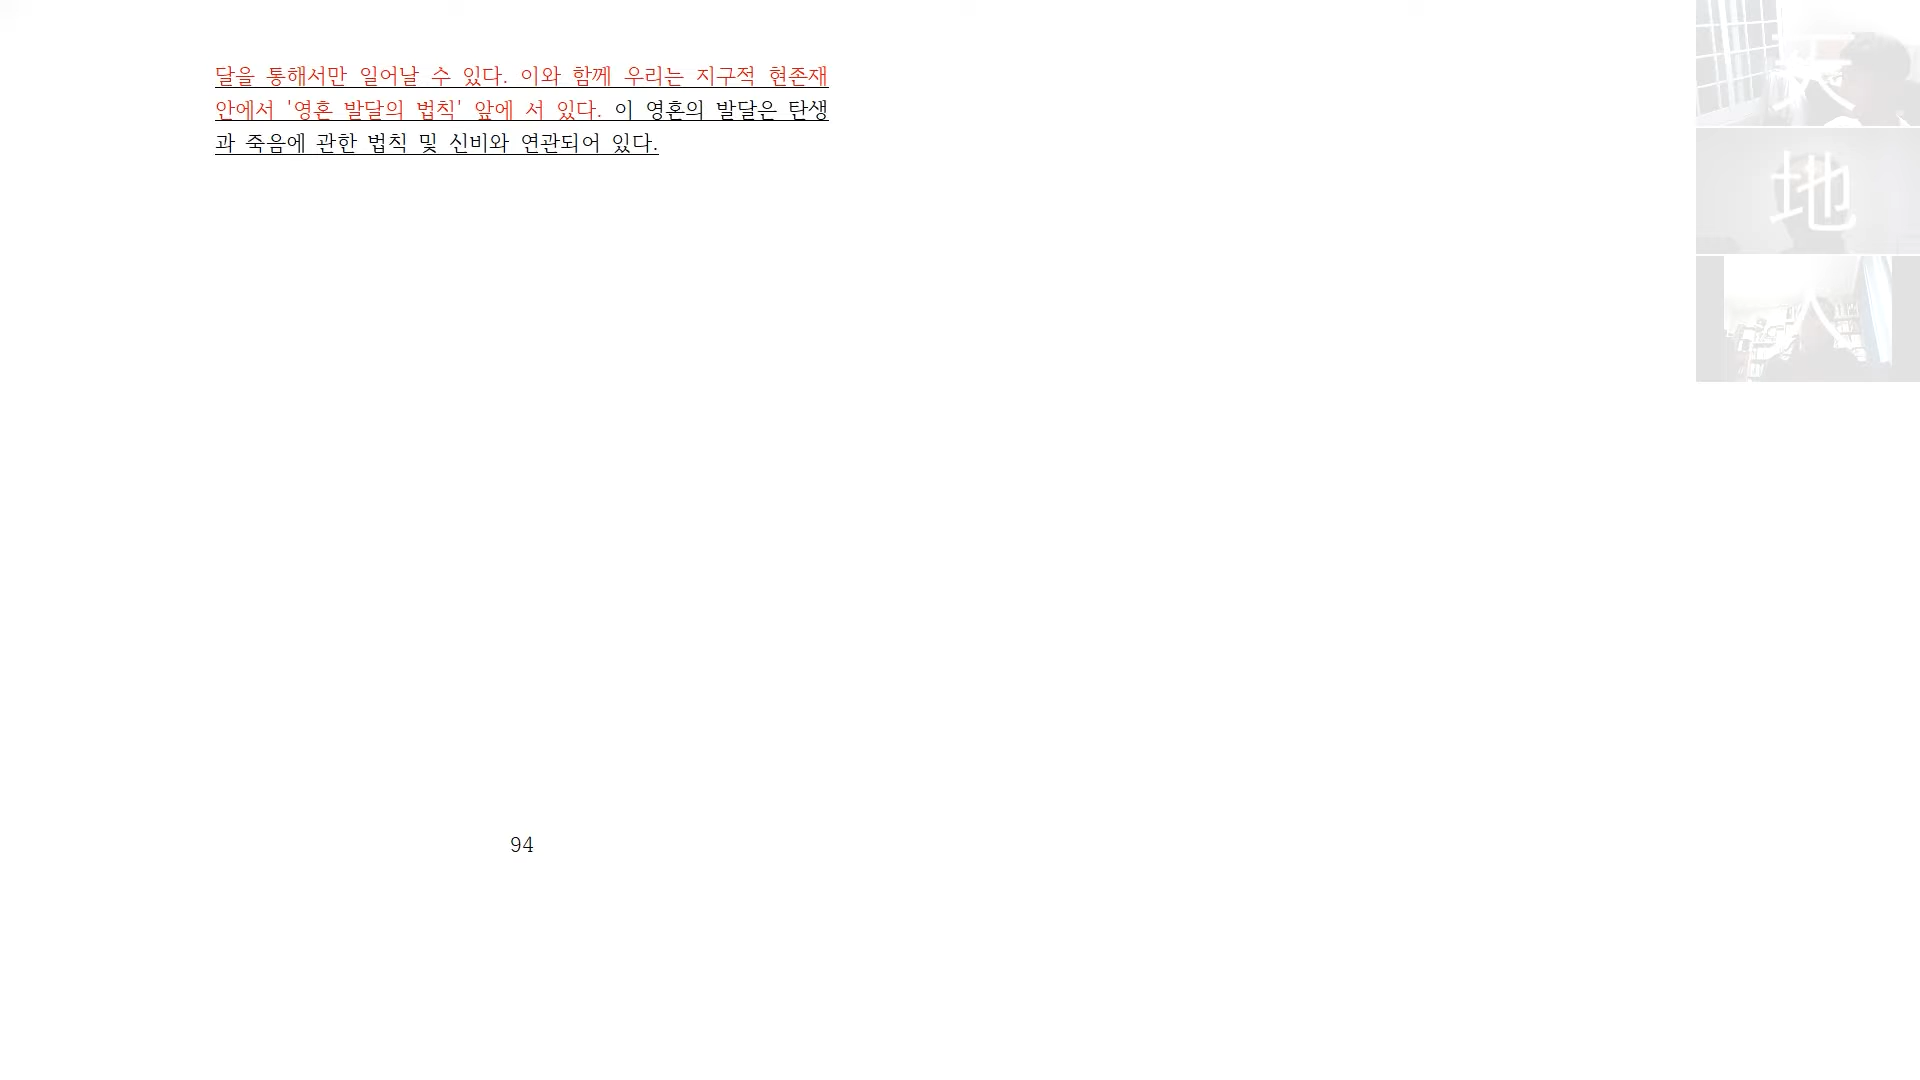 달을 통해서만 일어날 수 있다. 이와 함께 우리는 지구적 현존재
안에서 '영혼 발달의 법칙' 앞에 서 있다. 이 영혼의 발달은 탄생
과 죽음에 관한 법칙 및 신비와 연관되어 있다.
94
天
地
人